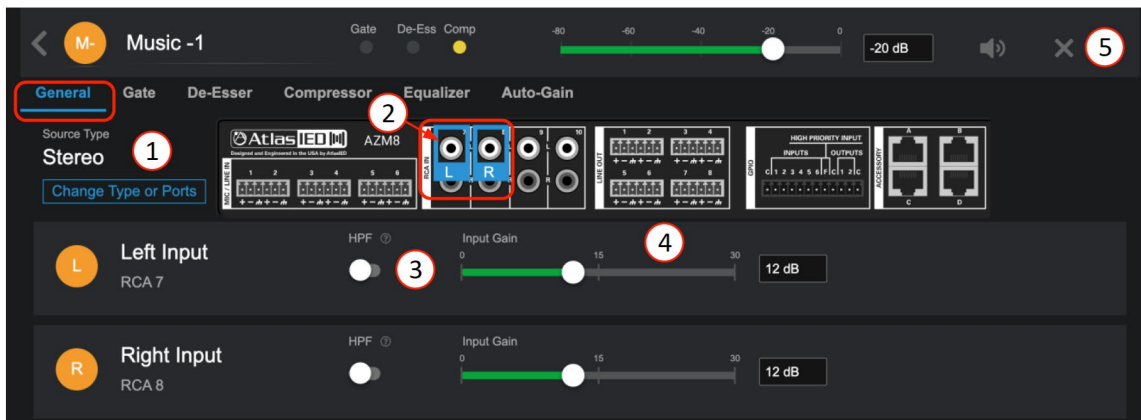 M-
Music -1
Gate De-Ess Comp
-80 -60 -40 -20 0
-20 dB
5
General Gate De-Esser Compressor Equalizer Auto-Gain
2
Source Type
Stereo
1
Change Type or Ports
AtlasIED AZM8
Designed and Engineered in the USA by AtlasIED
MIC / LINE IN
1 2 3 4 5 6
RCA IN
8 9 10
L R
LINE OUT
1 2 3 4
5 6 7 8
GPIO
HIGH PRIORITY INPUT
INPUTS OUTPUTS
C 1 2 3 4 5 6 F C 1 2 C
ACCESSORY
A B
C D
L
Left Input
RCA 7
HPF ?
3
Input Gain
0 15 30
4
12 dB
R
Right Input
RCA 8
HPF ?
Input Gain
0 15 30
12 dB